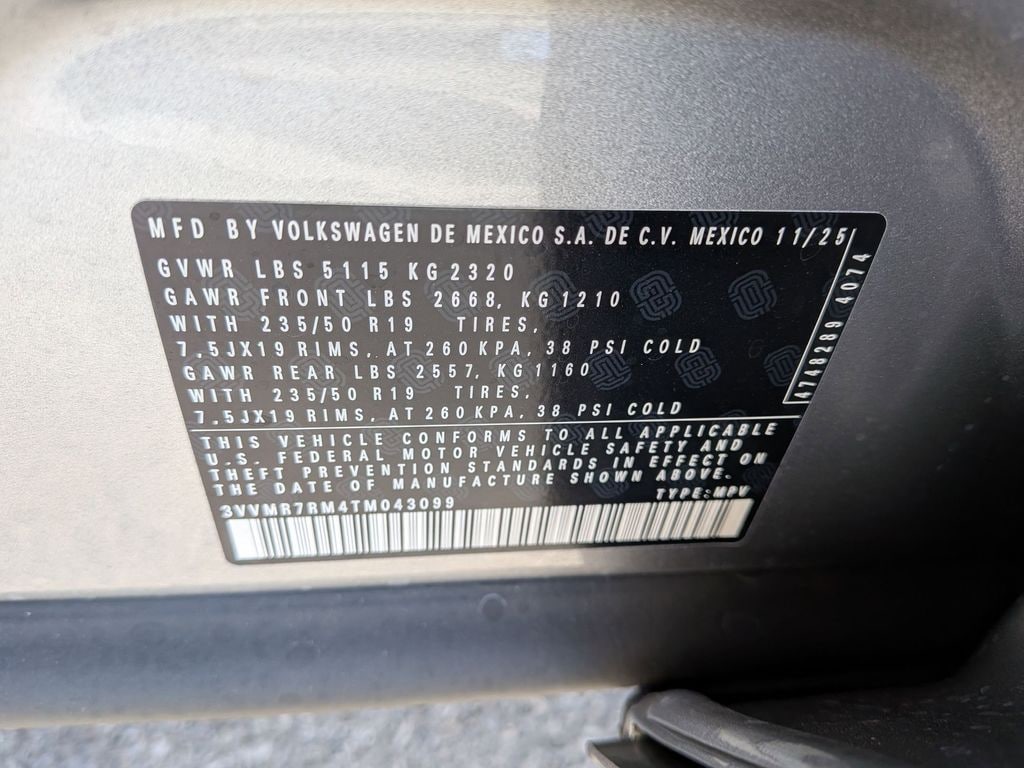 MFD BY VOLKSWAGEN DE MEXICO S.A. DE C.V. MEXICO 11/25
GVWR LBS 5115 KG 2320
GAWR FRONT LBS 2668, KG1210
WITH 235/50 R19 TIRES,
7.5JX19 RIMS, AT 260 KPA, 38 PSI COLD
GAWR REAR LBS 2557, KG1160
WITH 235/50 R19 TIRES,
7.5JX19 RIMS, AT 260 KPA, 38 PSI COLD
4748289 4074
THIS VEHICLE CONFORMS TO ALL APPLICABLE
U.S. FEDERAL MOTOR VEHICLE SAFETY AND
THEFT PREVENTION STANDARDS IN EFFECT ON
THE DATE OF MANUFACTURE SHOWN ABOVE.
3VVMR7RM4TM043099 TYPE:MPV